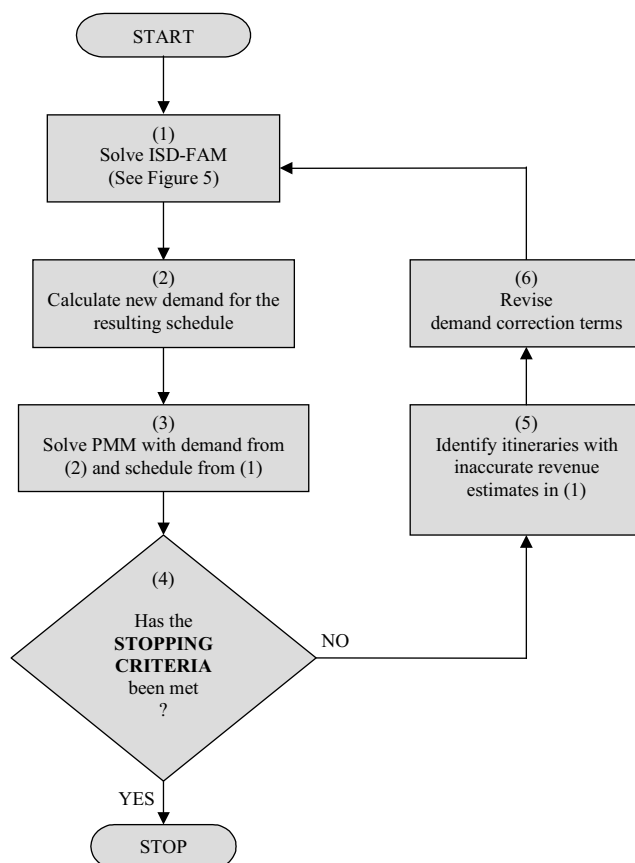 START
(1)
Solve ISD-FAM
(See Figure 5)
(2)
Calculate new demand for the
resulting schedule
(3)
Solve PMM with demand from
(2) and schedule from (1)
(4)
Has the
STOPPING
CRITERIA
been met
?
NO
YES
STOP
(5)
Identify itineraries with
inaccurate revenue
estimates in (1)
(6)
Revise
demand correction terms